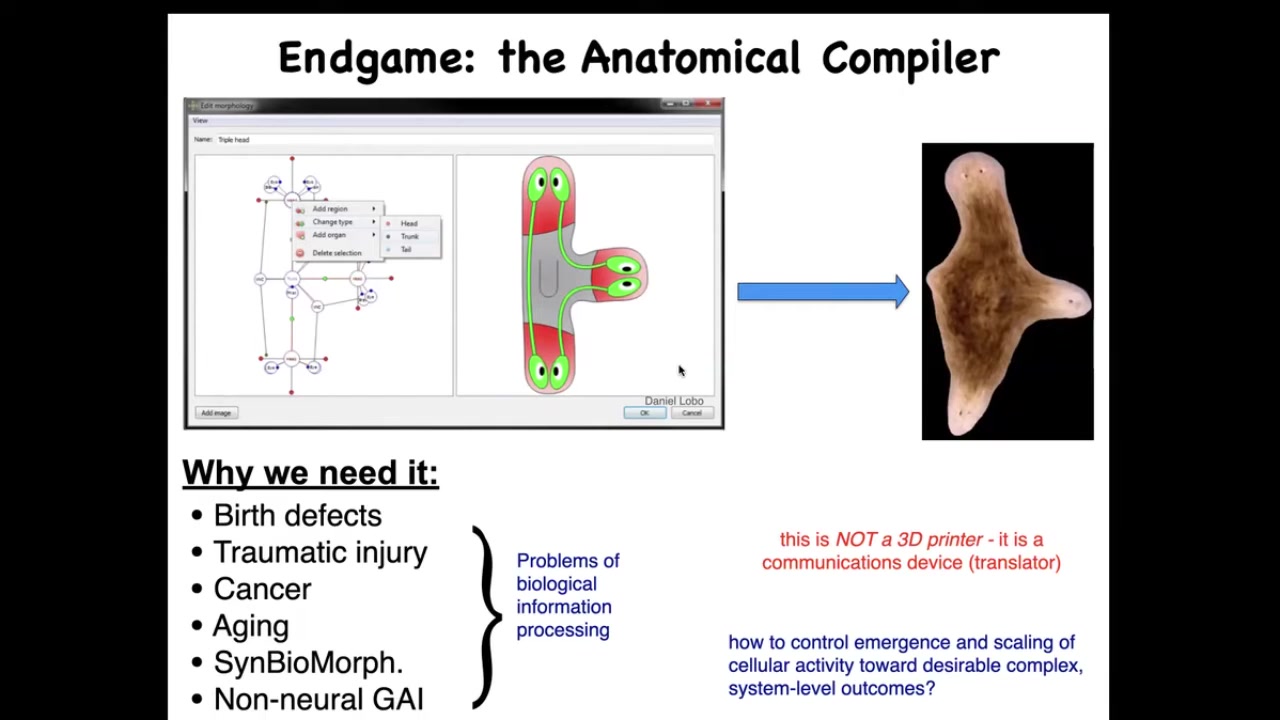 Endgame: the Anatomical Compiler
Edit morphology
View
Name: Triple head
Add region
Change type
Head
Add organ
Trunk
Delete selection
Tail
Daniel Lobo
Add image
OK
Cancel
Why we need it:
• Birth defects
• Traumatic injury
• Cancer
• Aging
• SynBioMorph.
• Non-neural GAI
Problems of
biological
information
processing
this is NOT a 3D printer - it is a
communications device (translator)
how to control emergence and scaling of
cellular activity toward desirable complex,
system-level outcomes?